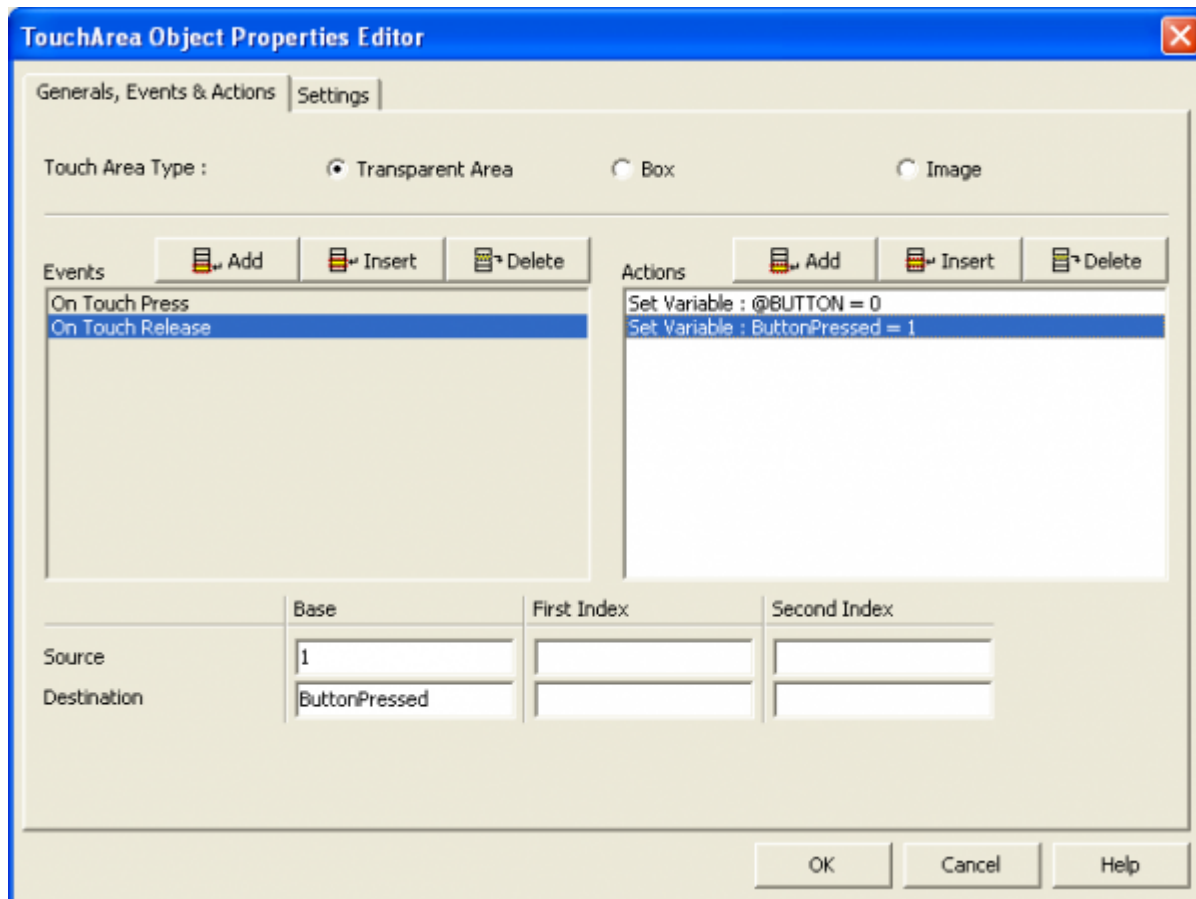 TouchArea Object Properties Editor
Generals, Events & Actions Settings
Touch Area Type : Transparent Area Box Image
Events Add Insert Delete Actions Add Insert Delete
On Touch Press
On Touch Release
Set Variable : @BUTTON = 0
Set Variable : ButtonPressed = 1
Base First Index Second Index
Source 1
Destination ButtonPressed
OK Cancel Help